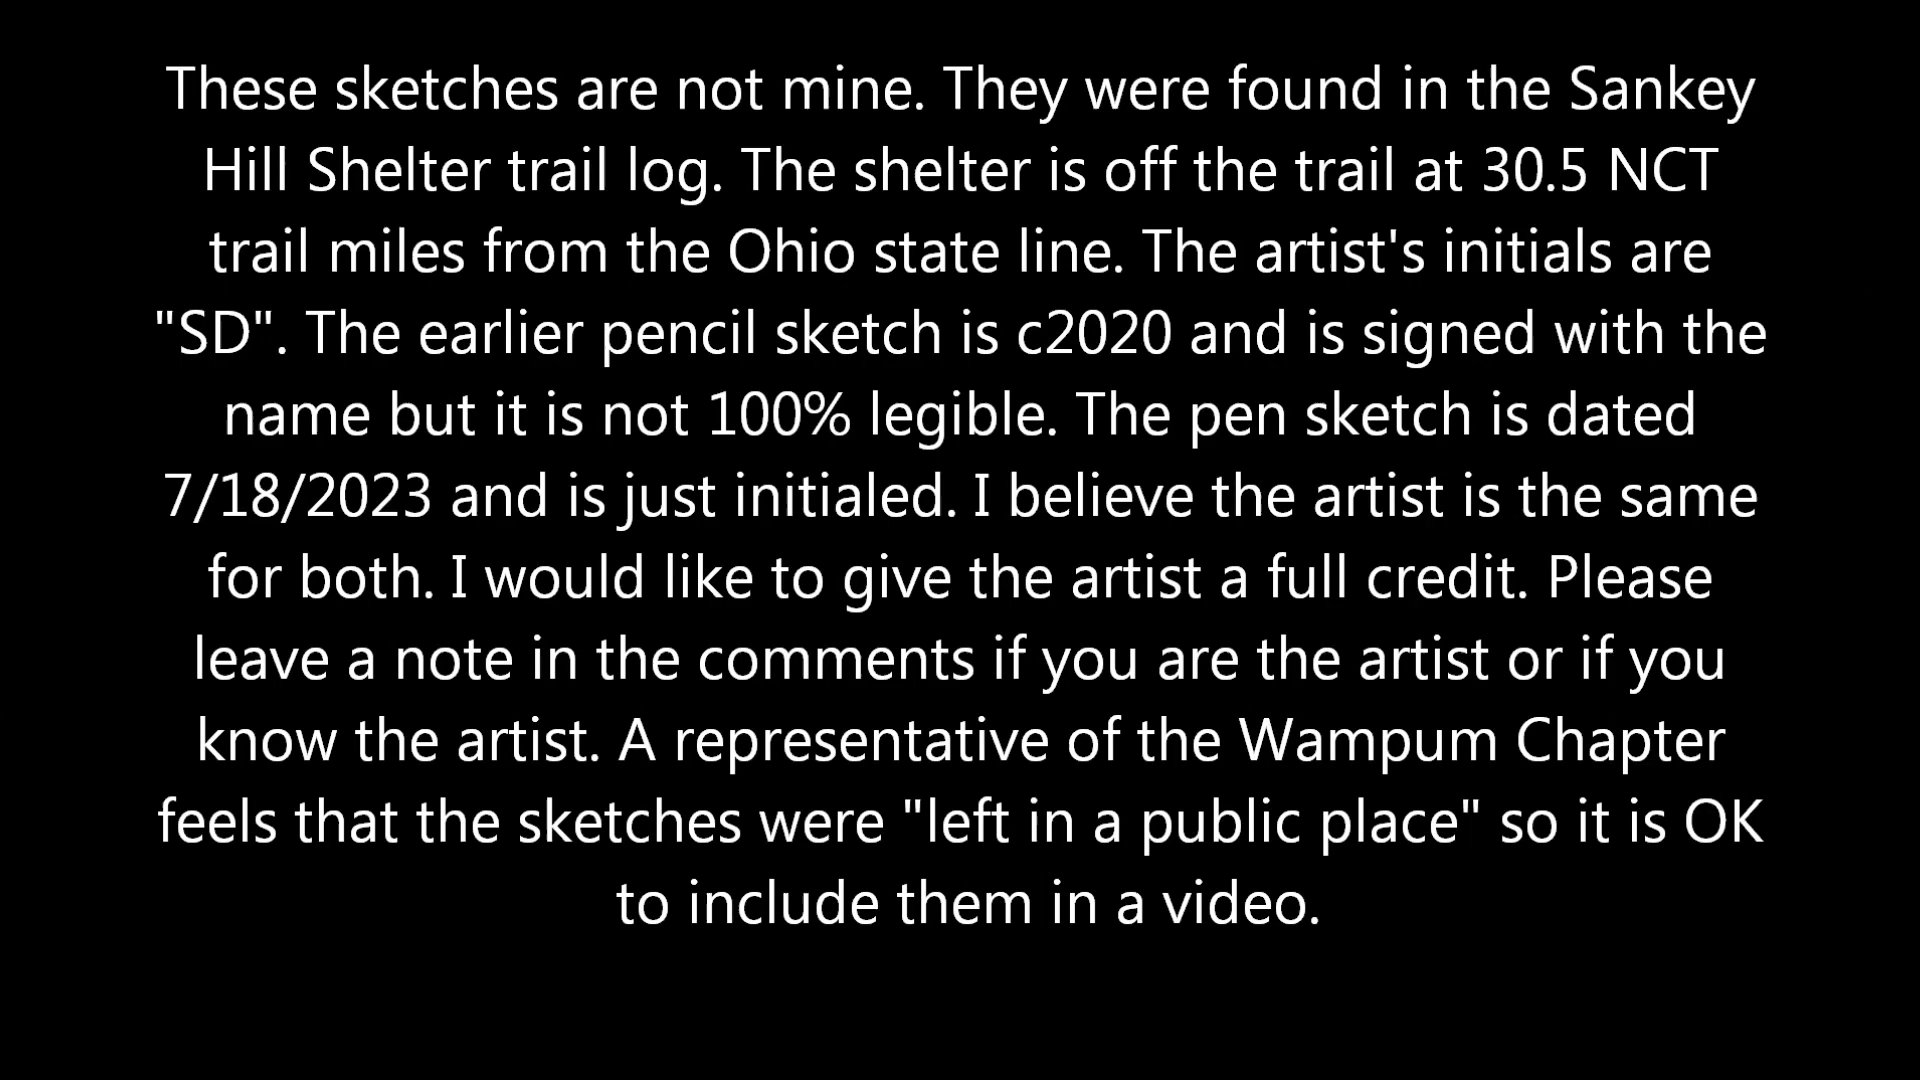 These sketches are not mine. They were found in the Sankey
Hill Shelter trail log. The shelter is off the trail at 30.5 NCT
trail miles from the Ohio state line. The artist's initials are
"SD". The earlier pencil sketch is c2020 and is signed with the
name but it is not 100% legible. The pen sketch is dated
7/18/2023 and is just initialed. I believe the artist is the same
for both. I would like to give the artist a full credit. Please
leave a note in the comments if you are the artist or if you
know the artist. A representative of the Wampum Chapter
feels that the sketches were "left in a public place" so it is OK
to include them in a video.